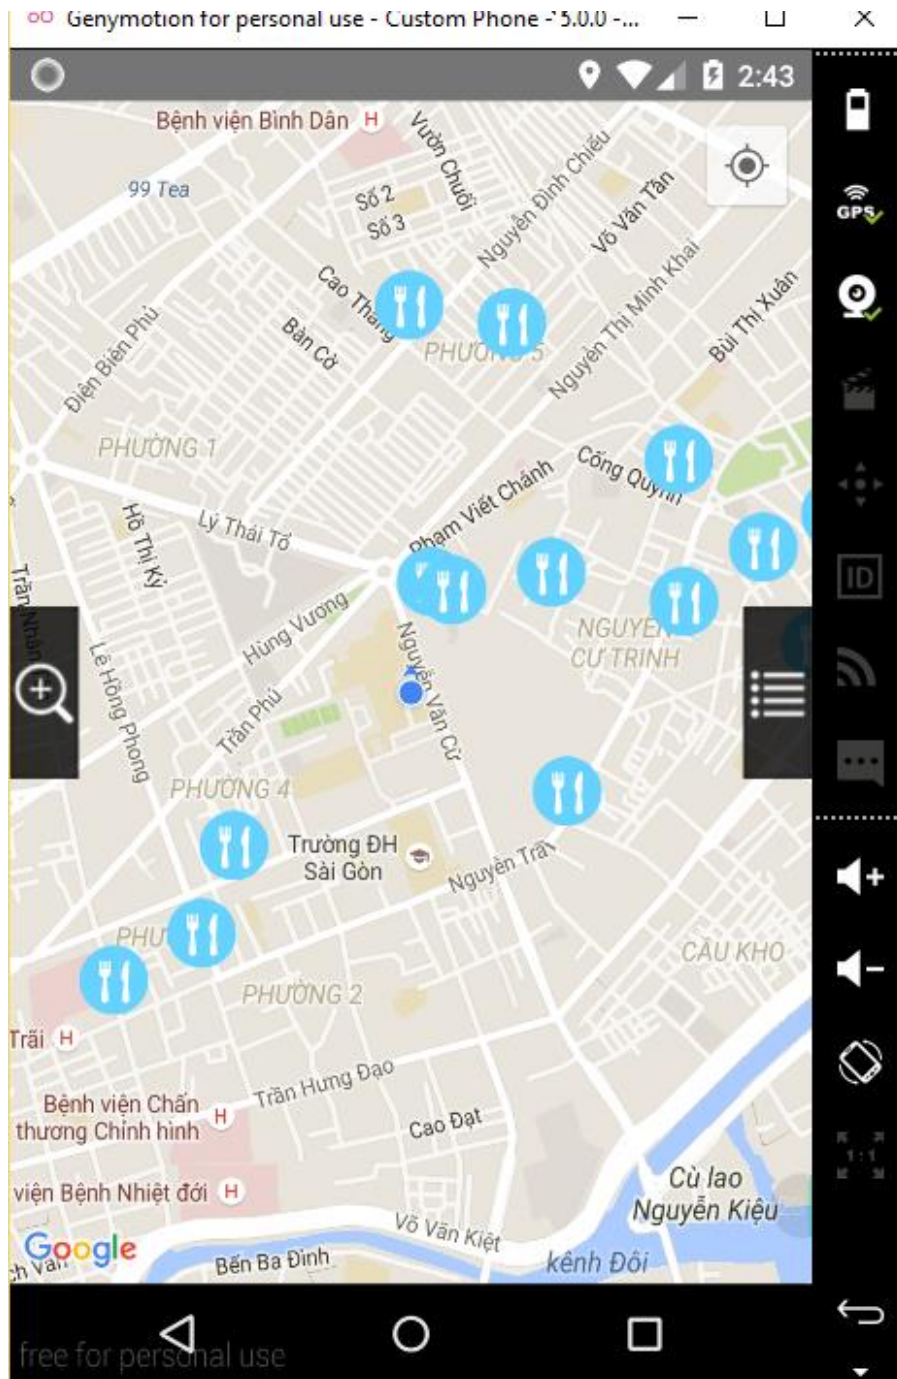 Genymotion for personal use - Custom Phone - 5.0.0 -...
2:43
Bệnh viện Bình Dân H
Vườn Chuối
99 Tea
Số 2
Số 3
Nguyễn Đình Chiểu
Võ Văn Tần
GPS
Cao Thắng
Nguyễn Thị Minh Khai
Bùi Thị Xuân
Bàn Cờ
Điện Biên Phủ
PHƯỜNG 5
PHƯỜNG 1
Cống Quỳnh
Phạm Viết Chánh
Lý Thái Tổ
Hồ Thị Kỷ
ID
Hùng Vương
NGUYỄN
CƯ TRINH
Nguyễn Văn Cừ
Lê Hồng Phong
Trần Phú
PHƯỜNG 4
Trường ĐH
Sài Gòn
Nguyễn Trãi
PHƯ
CẦU KHO
PHƯỜNG 2
Trãi H
Trần Hưng Đạo
Bệnh viện Chấn
thương Chỉnh hình H
Cao Đạt
1:1
Cù lao
Nguyễn Kiệu
viện Bệnh Nhiệt đới H
Võ Văn Kiệt
Google
Bến Ba Đình
kênh Đôi
free for personal use